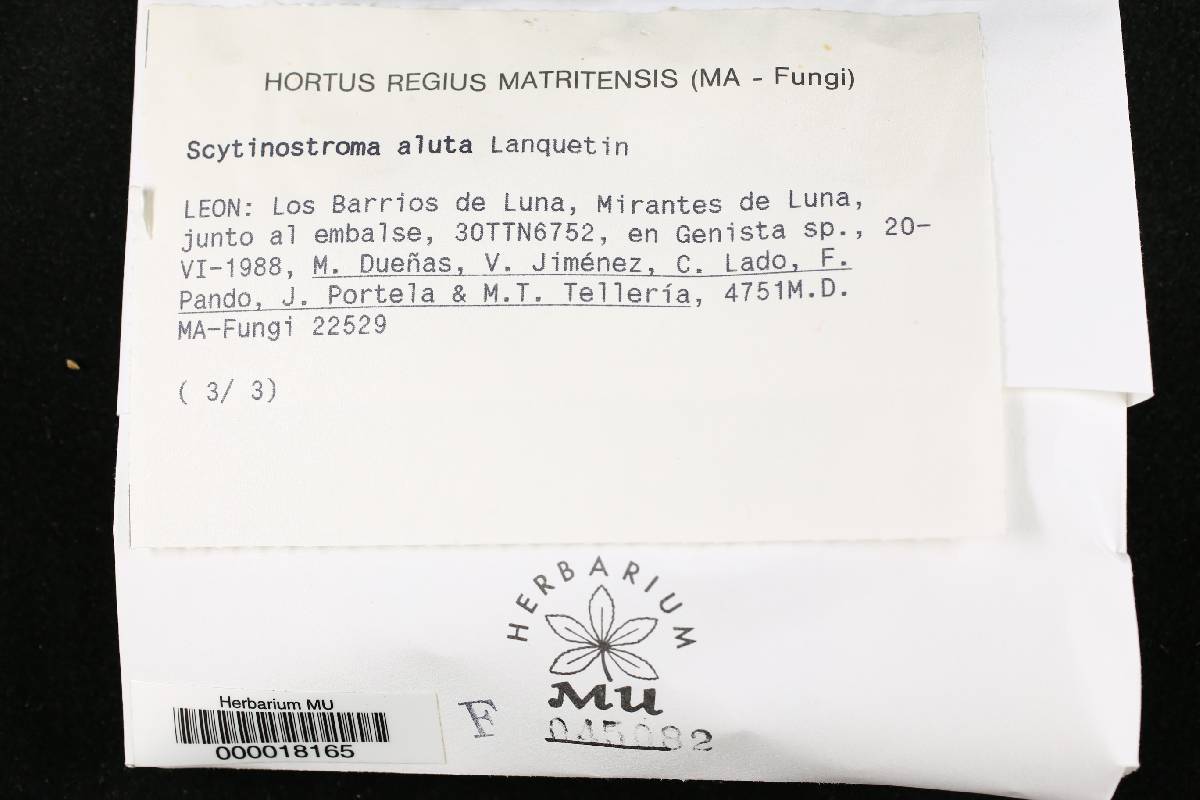 HORTUS REGIUS MATRITENSIS (MA - Fungi)
Scytinostroma aluta Lanquetin
LEON: Los Barrios de Luna, Mirantes de Luna,
junto al embalse, 30TTN6752, en Genista sp., 20-
VI-1988, M. Dueñas, V. Jiménez, C. Lado, F.
Pando, J. Portela & M.T. Tellería, 4751M.D.
MA-Fungi 22529
( 3/ 3)
HERBARIUM
MU
F
045082
Herbarium MU
000018165